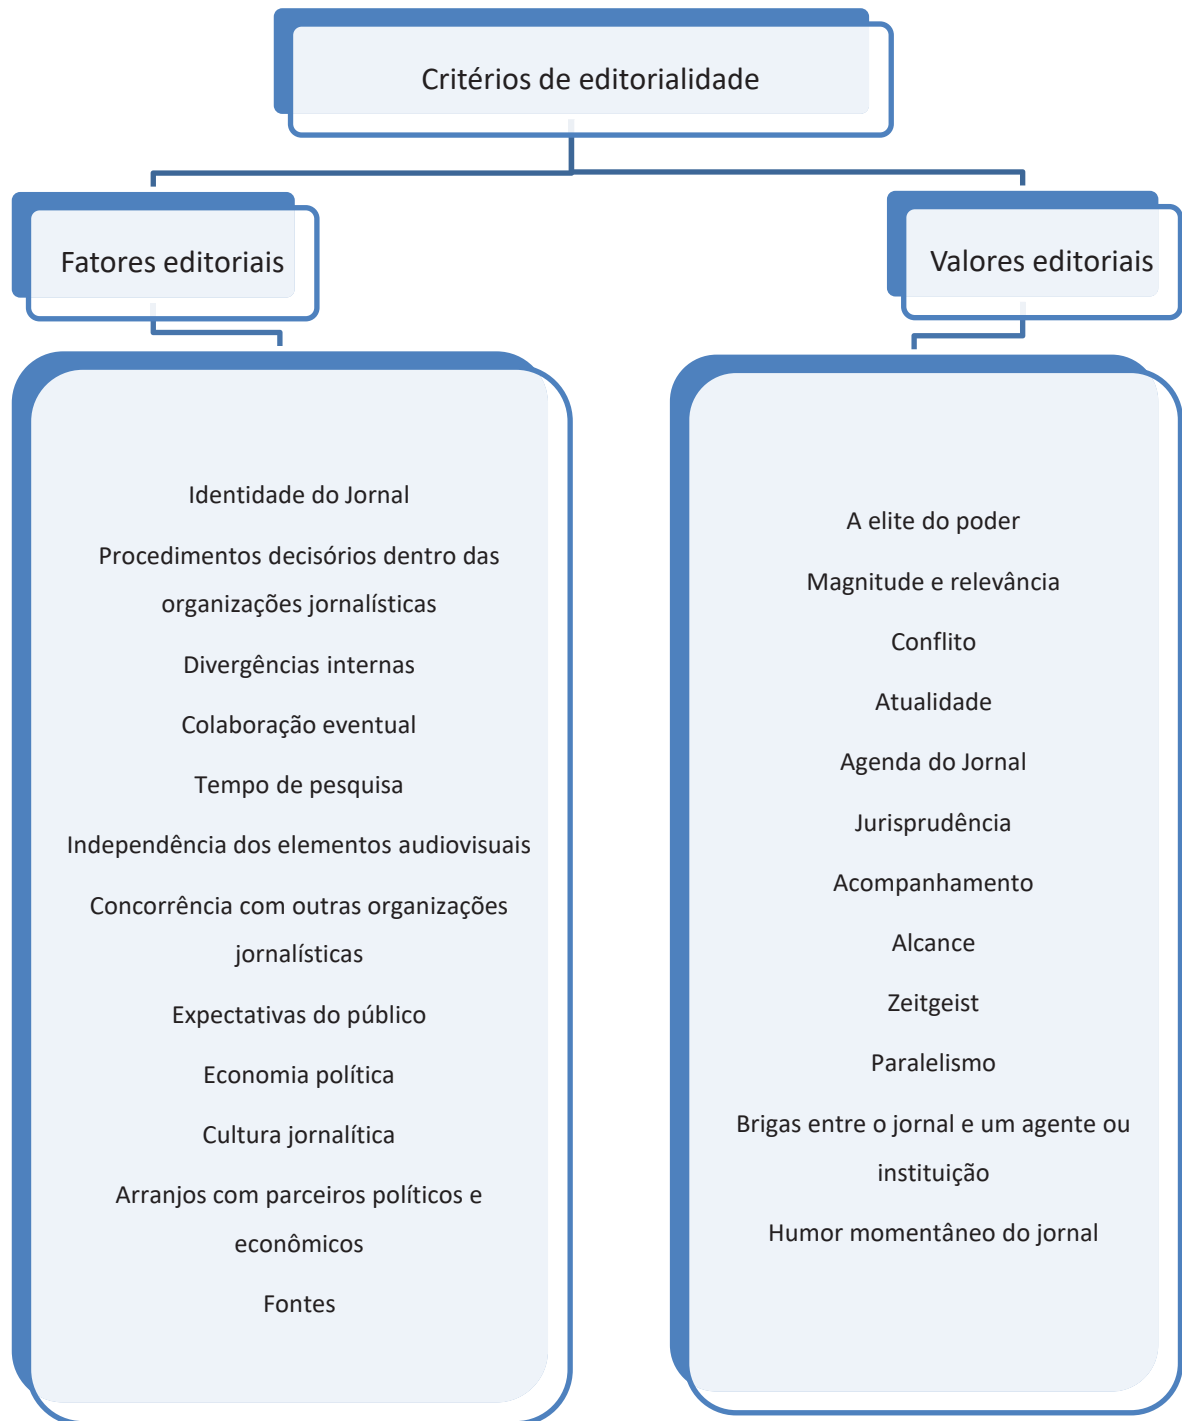 Critérios de editorialidade
Fatores editoriais
Valores editoriais
Identidade do Jornal
Procedimentos decisórios dentro das
organizações jornalísticas
Divergências internas
Colaboração eventual
Tempo de pesquisa
Independência dos elementos audiovisuais
Concorrência com outras organizações
jornalísticas
Expectativas do público
Economia política
Cultura jornalítica
Arranjos com parceiros políticos e
econômicos
Fontes
A elite do poder
Magnitude e relevância
Conflito
Atualidade
Agenda do Jornal
Jurisprudência
Acompanhamento
Alcance
Zeitgeist
Paralelismo
Brigas entre o jornal e um agente ou
instituição
Humor momentâneo do jornal